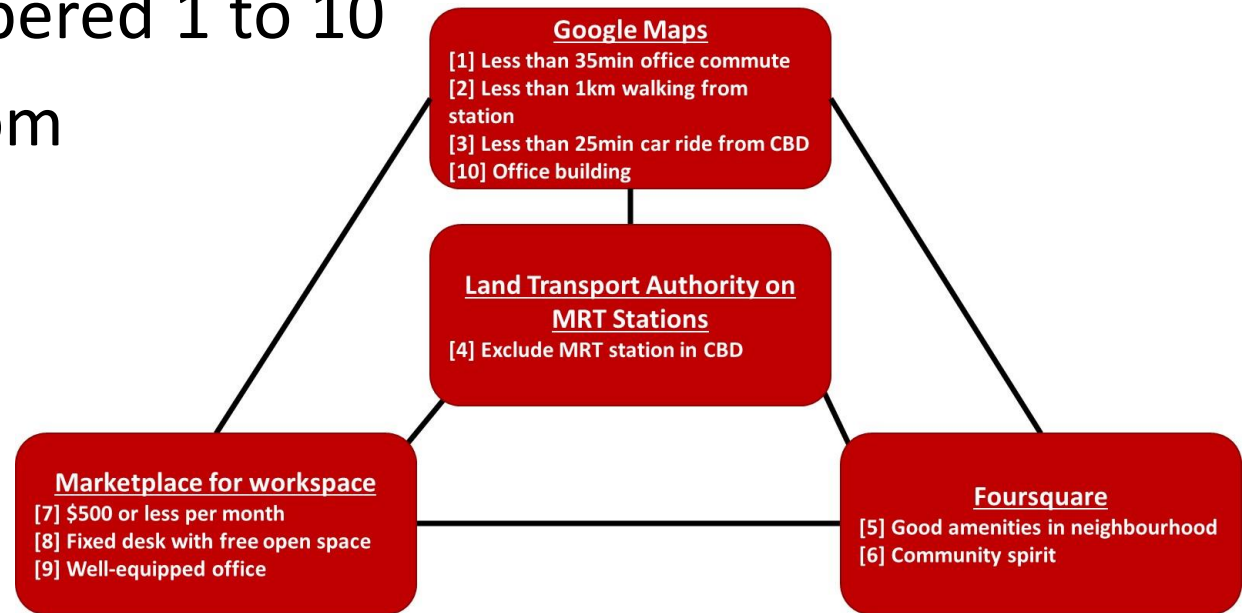 bered 1 to 10
om
Google Maps
[1] Less than 35min office commute
[2] Less than 1km walking from
station
[3] Less than 25min car ride from CBD
[10] Office building
Land Transport Authority on
MRT Stations
[4] Exclude MRT station in CBD
Marketplace for workspace
[7] $500 or less per month
[8] Fixed desk with free open space
[9] Well-equipped office
Foursquare
[5] Good amenities in neighbourhood
[6] Community spirit